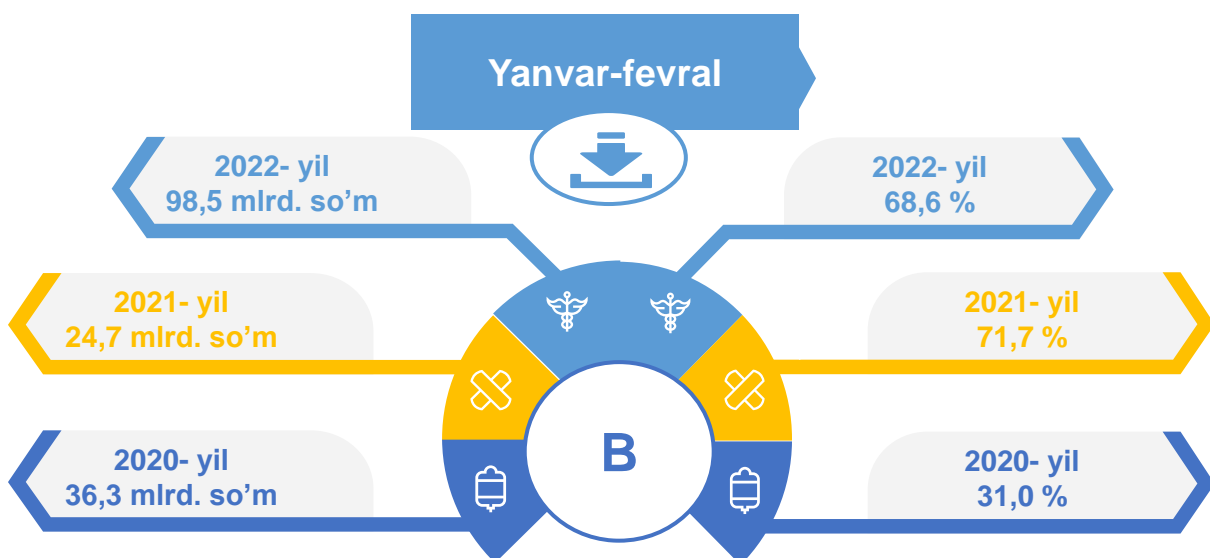 Yanvar-fevral
2022- yil
98,5 mlrd. so’m
2022- yil
68,6 %
2021- yil
24,7 mlrd. so’m
2021- yil
71,7 %
B
2020- yil
36,3 mlrd. so’m
2020- yil
31,0 %